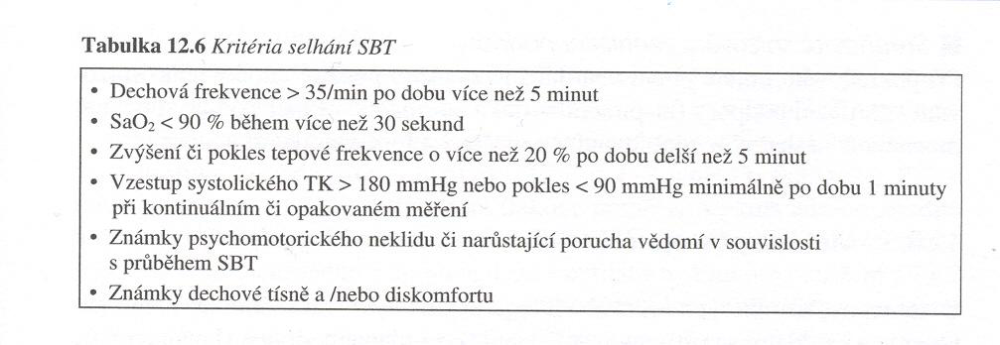 Tabulka 12.6 Kritéria selhání SBT
• Dechová frekvence > 35/min po dobu více než 5 minut
• SaO₂ < 90 % během více než 30 sekund
• Zvýšení či pokles tepové frekvence o více než 20 % po dobu delší než 5 minut
• Vzestup systolického TK > 180 mmHg nebo pokles < 90 mmHg minimálně po dobu 1 minuty
při kontinuálním či opakovaném měření
• Známky psychomotorického neklidu či narůstající porucha vědomí v souvislosti
s průběhem SBT
• Známky dechové tísně a /nebo diskomfortu